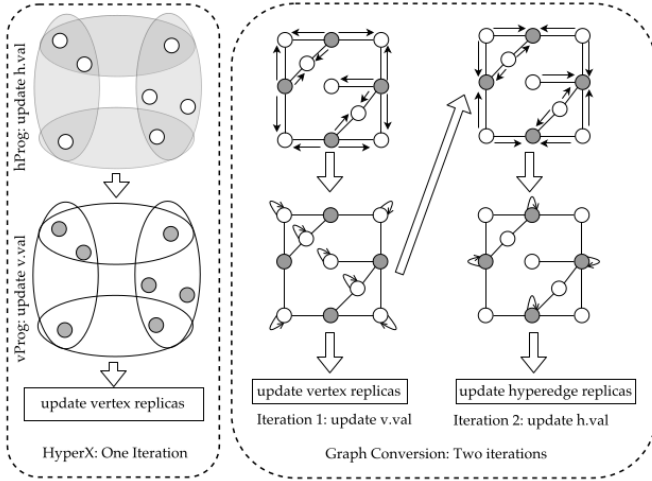 hProg: update h.val
vProg: update v.val
update vertex replicas
HyperX: One Iteration
update vertex replicas
update hyperedge replicas
Iteration 1: update v.val
Iteration 2: update h.val
Graph Conversion: Two iterations